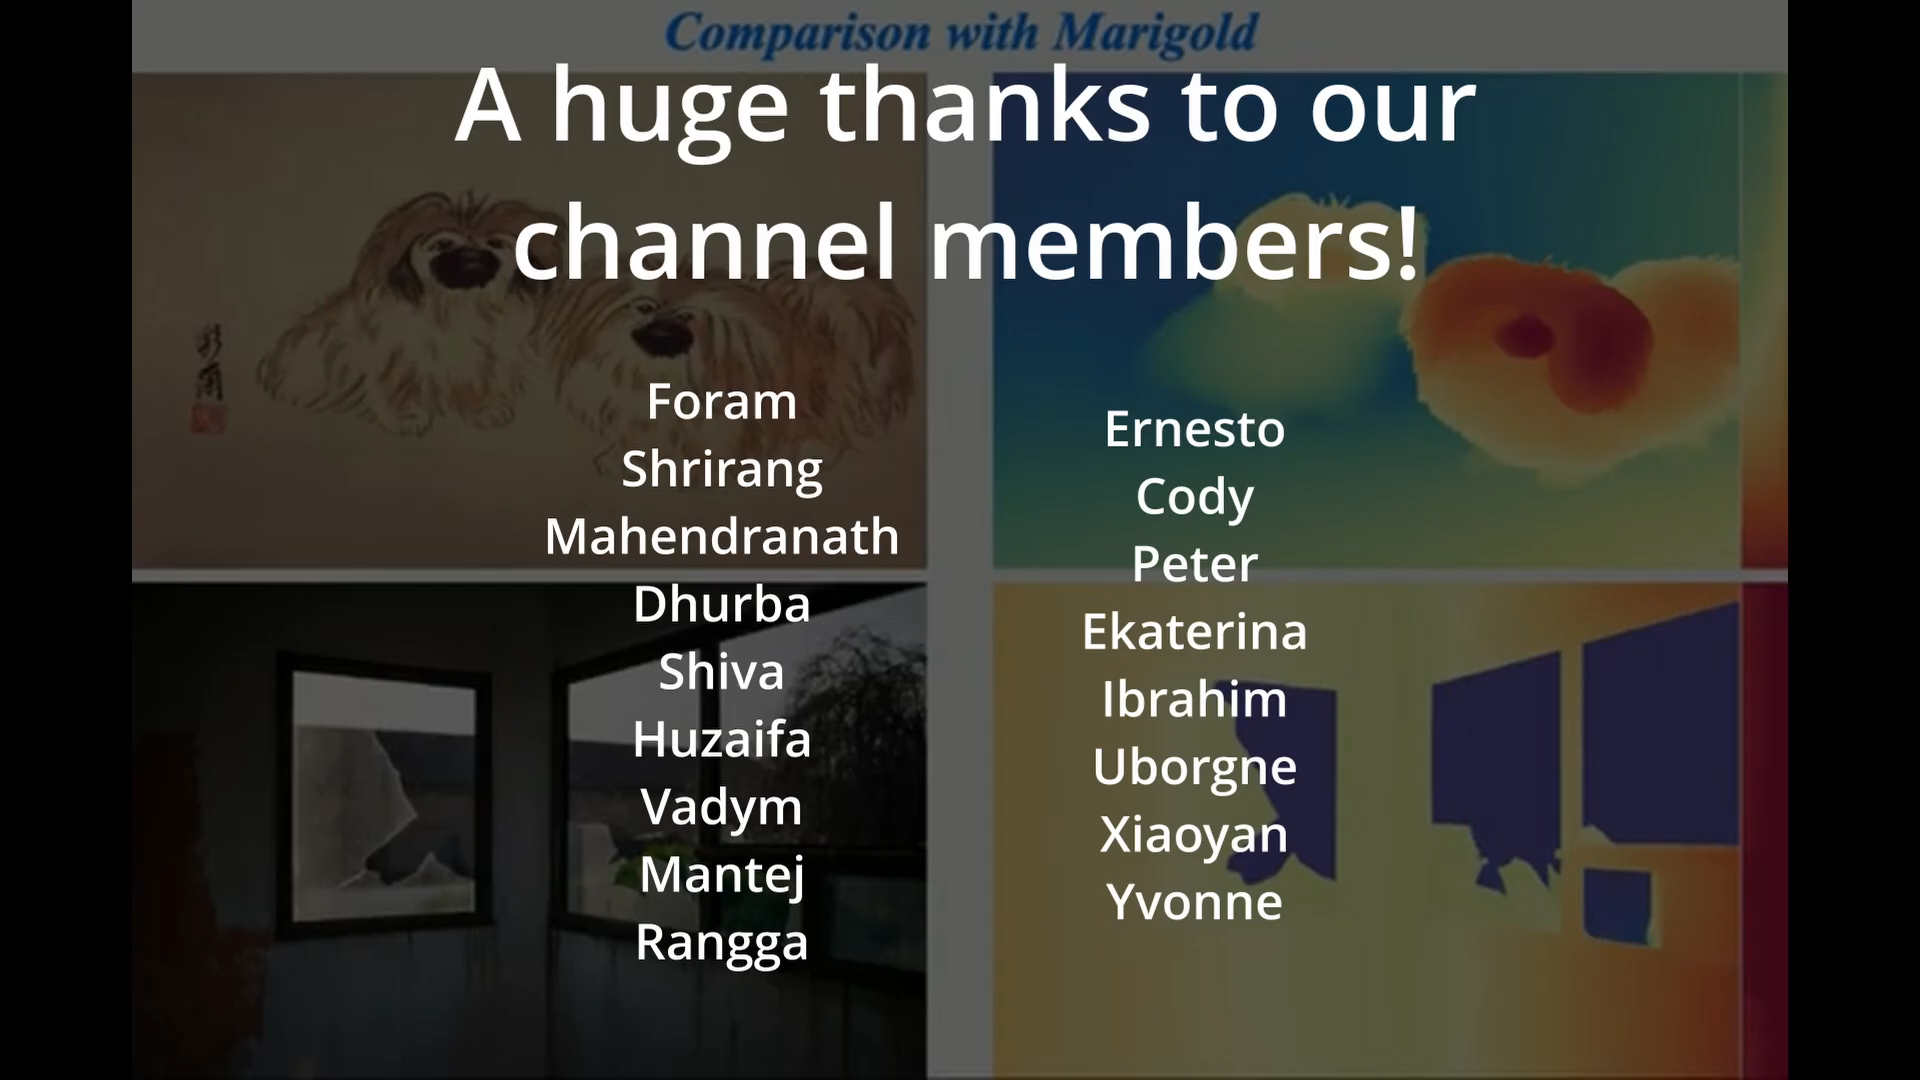 Comparison with Marigold
A huge thanks to our
channel members!
Foram
Shrirang
Mahendranath
Dhurba
Shiva
Huzaifa
Vadym
Mantej
Rangga
Ernesto
Cody
Peter
Ekaterina
Ibrahim
Uborgne
Xiaoyan
Yvonne